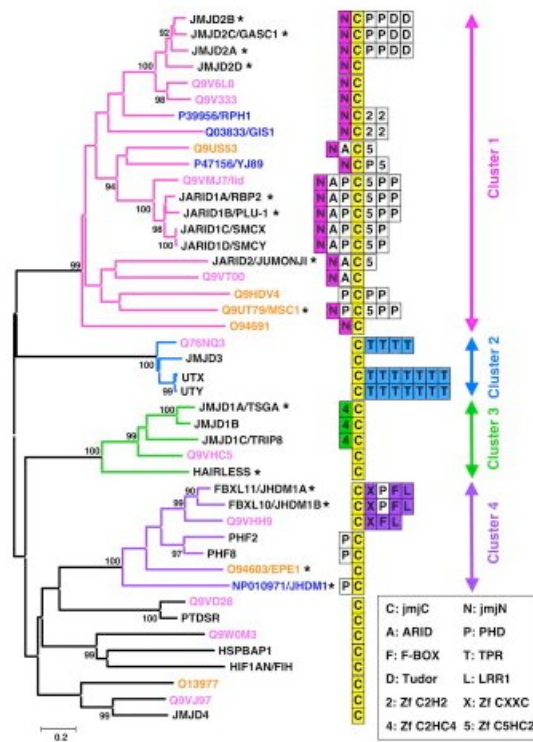 JMJD2B * N C P P D D
92 JMJD2C/GASC1 * N C P P D D
JMJD2A * N C P P D D
100 JMJD2D * N C
Q9V6L0 N C
98 Q9V333 N C
P39956/RPH1 N C 2 2
Q03833/GIS1 N C 2 2
Q9US53 N A C 5
P47156/YJ89 N C P 5
94 Q9VMJ7/lid N A P C 5 P P
JARID1A/RBP2 * N A P C 5 P P
100 JARID1B/PLU-1 * N A P C 5 P P
98 JARID1C/SMCX N A P C 5 P
100 JARID1D/SMCY N A P C 5 P
99 JARID2/JUMONJI * N A C 5
Q9VT00 N A C
Q9HDV4 P C P P
Q9UT79/MSC1 * N P C 5 P P
O94691 N C
Cluster 1
Q76NQ3 C T T T T
100 JMJD3 C
UTX C T T T T T T T
99 UTY C T T T T T T T
Cluster 2
JMJD1A/TSGA * 4 C
100 JMJD1B 4 C
100 JMJD1C/TRIP8 4 C
100 Q9VHC5 C
HAIRLESS * C
Cluster 3
90 FBXL11/JHDM1A * C X P F L
99 FBXL10/JHDM1B * C X P F L
Q9VHH9 C X F L
PHF2 P C
97 PHF8 P C
100 O94603/EPE1 * C
NP010971/JHDM1 * P C
Cluster 4
Q9VD28 C
100 PTDSR C
Q9W0M3 C
99 HSPBAP1 C
HIF1AN/FIH C
O13977 C
Q9VJ97 C
99 JMJD4 C
0.2
C: jmjC N: jmjN
A: ARID P: PHD
F: F-BOX T: TPR
D: Tudor L: LRR1
2: Zf C2H2 X: Zf CXXC
4: Zf C2HC4 5: Zf C5HC2